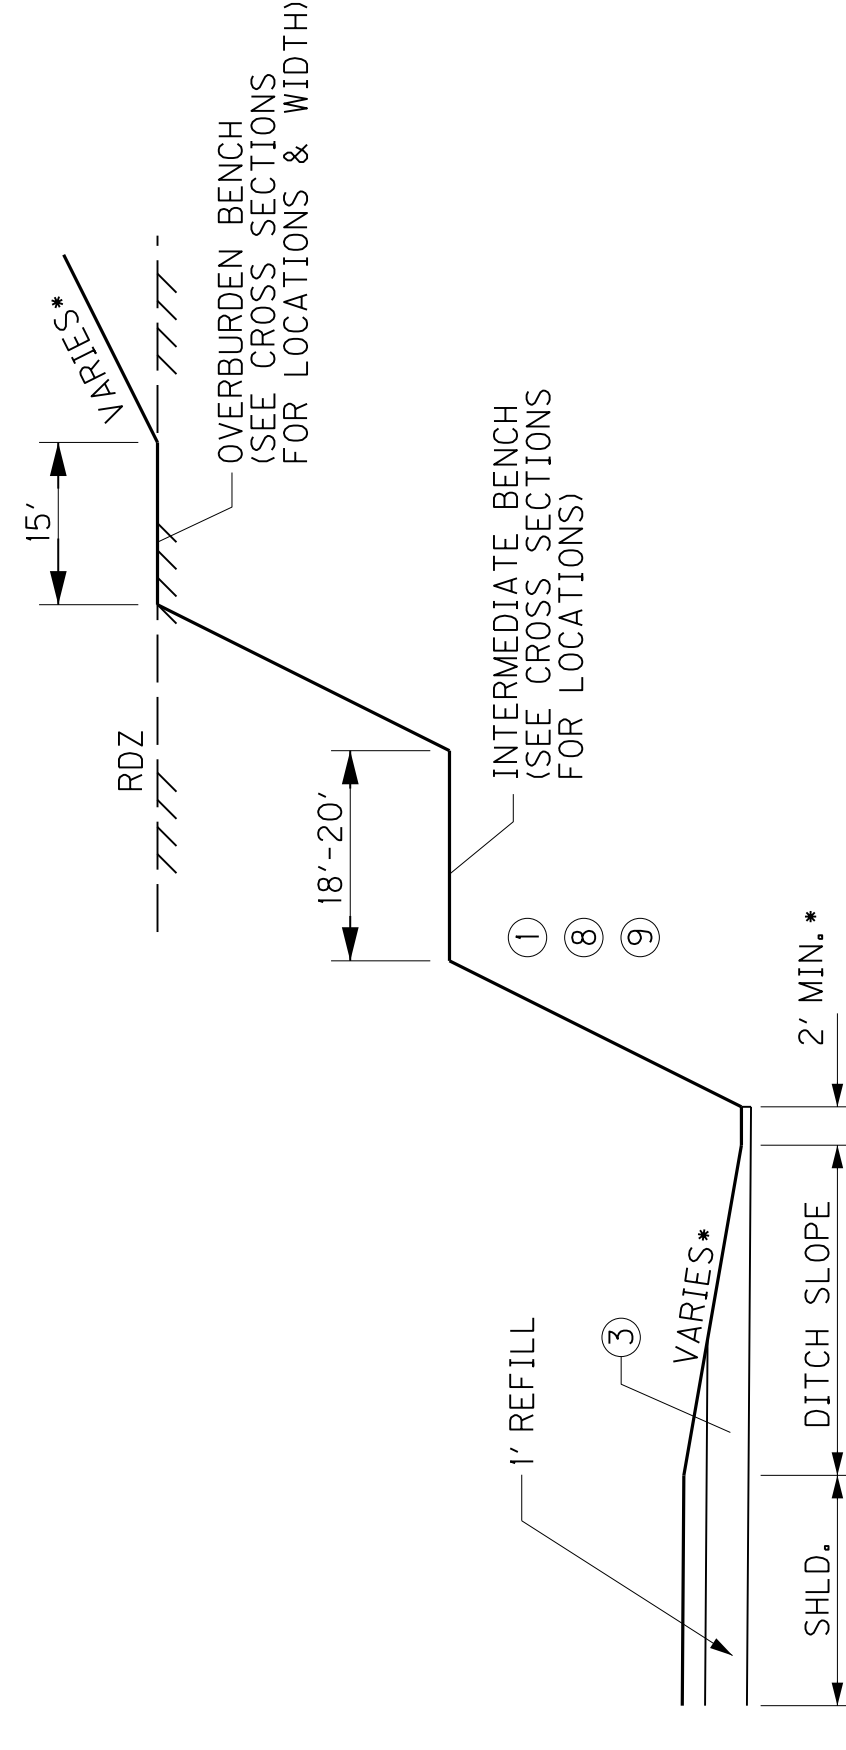 VARIES*
15'
OVERBURDEN BENCH
(SEE CROSS SECTIONS
FOR LOCATIONS & WIDTH)
RDZ
18'-20'
INTERMEDIATE BENCH
(SEE CROSS SECTIONS
FOR LOCATIONS)
1
8
9
2' MIN.*
1' REFILL
3
VARIES*
DITCH SLOPE
SHLD.